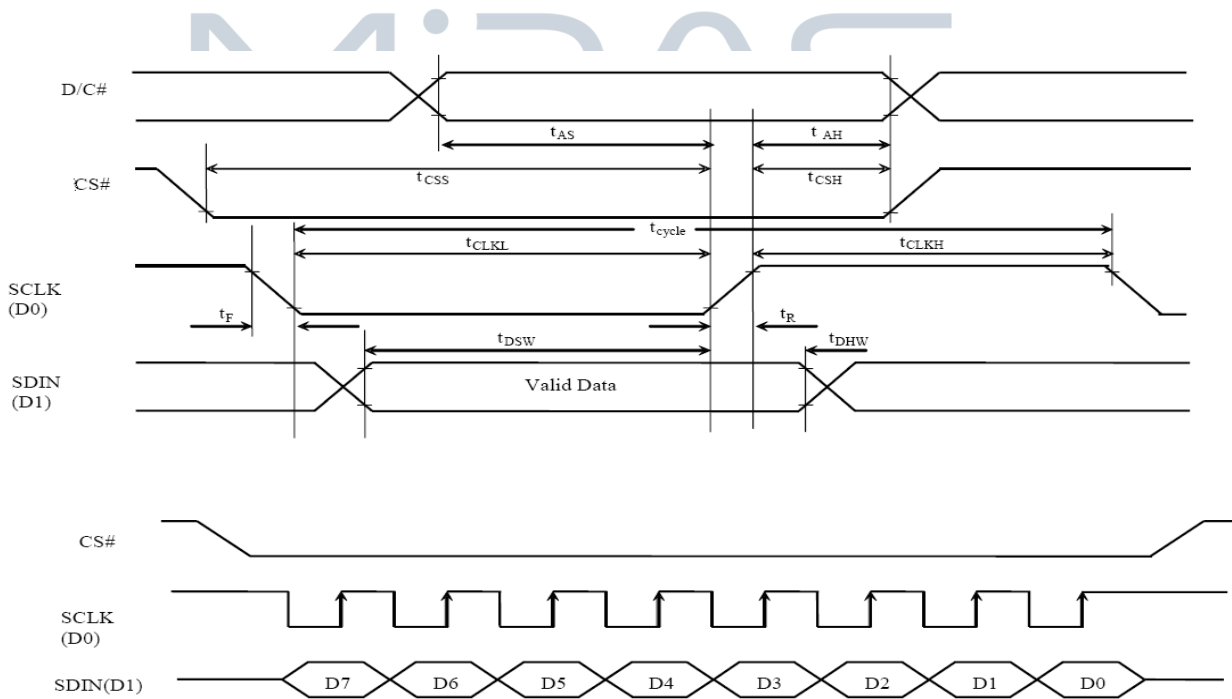 D/C#
tAS
t AH
CS#
tCSS
tCSH
tcycle
tCLKL
tCLKH
SCLK
(D0)
tF
tR
tDSW
tDHW
SDIN
(D1)
Valid Data
CS#
SCLK
(D0)
SDIN(D1)
D7 D6 D5 D4 D3 D2 D1 D0